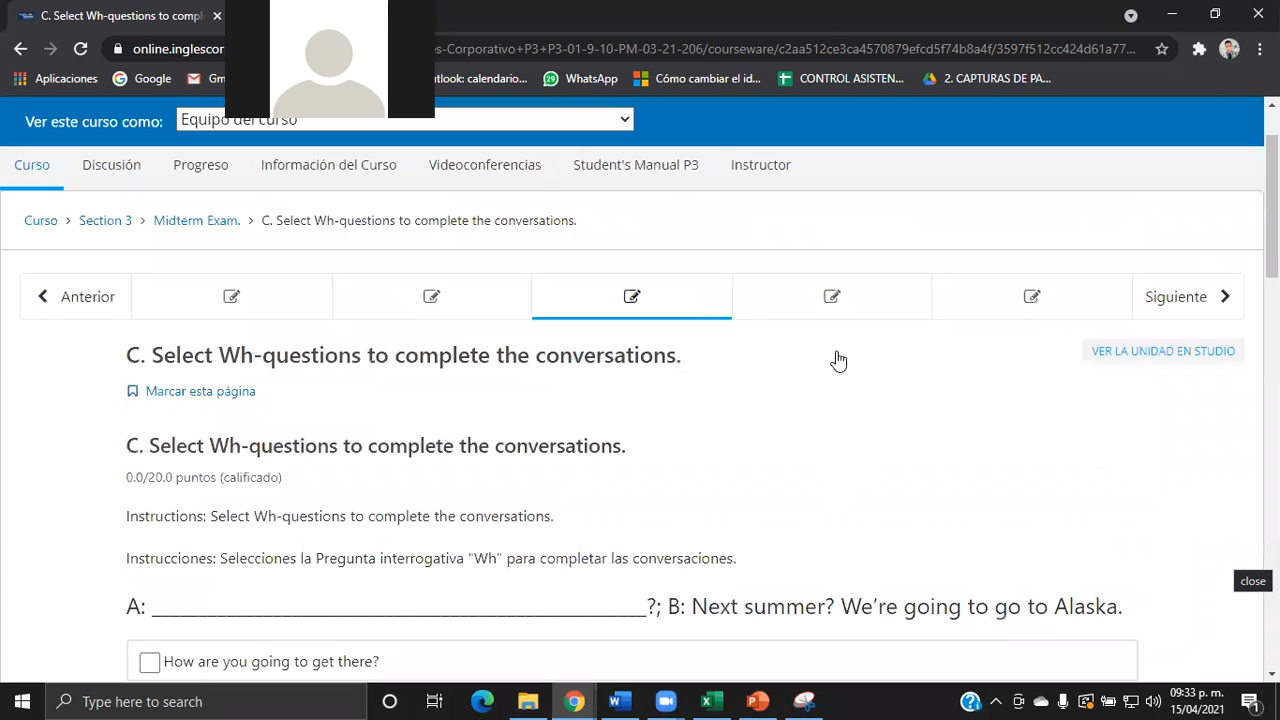 C. Select Wh-questions to compl
online.inglescor
es-Corporativo+P3+P3-01-9-10-PM-03-21-206/courseware/c2aa512ce3ca4570879efcd5f74b8a4f/3597f512cc424d61a77...
Aplicaciones
Google
Gm
utlook: calendario...
WhatsApp
Cómo cambiar el id...
CONTROL ASISTEN...
2. CAPTURAS DE PA...
Ver este curso como:
Equipo del curso
Curso
Discusión
Progreso
Información del Curso
Videoconferencias
Student's Manual P3
Instructor
Curso > Section 3 > Midterm Exam. > C. Select Wh-questions to complete the conversations.
Anterior
Siguiente
C. Select Wh-questions to complete the conversations.
VER LA UNIDAD EN STUDIO
Marcar esta página
C. Select Wh-questions to complete the conversations.
0.0/20.0 puntos (calificado)
Instructions: Select Wh-questions to complete the conversations.
Instrucciones: Selecciones la Pregunta interrogativa "Wh" para completar las conversaciones.
close
A: ______________________________________________?; B: Next summer? We're going to go to Alaska.
How are you going to get there?
Type here to search
09:33 p. m.
15/04/2021